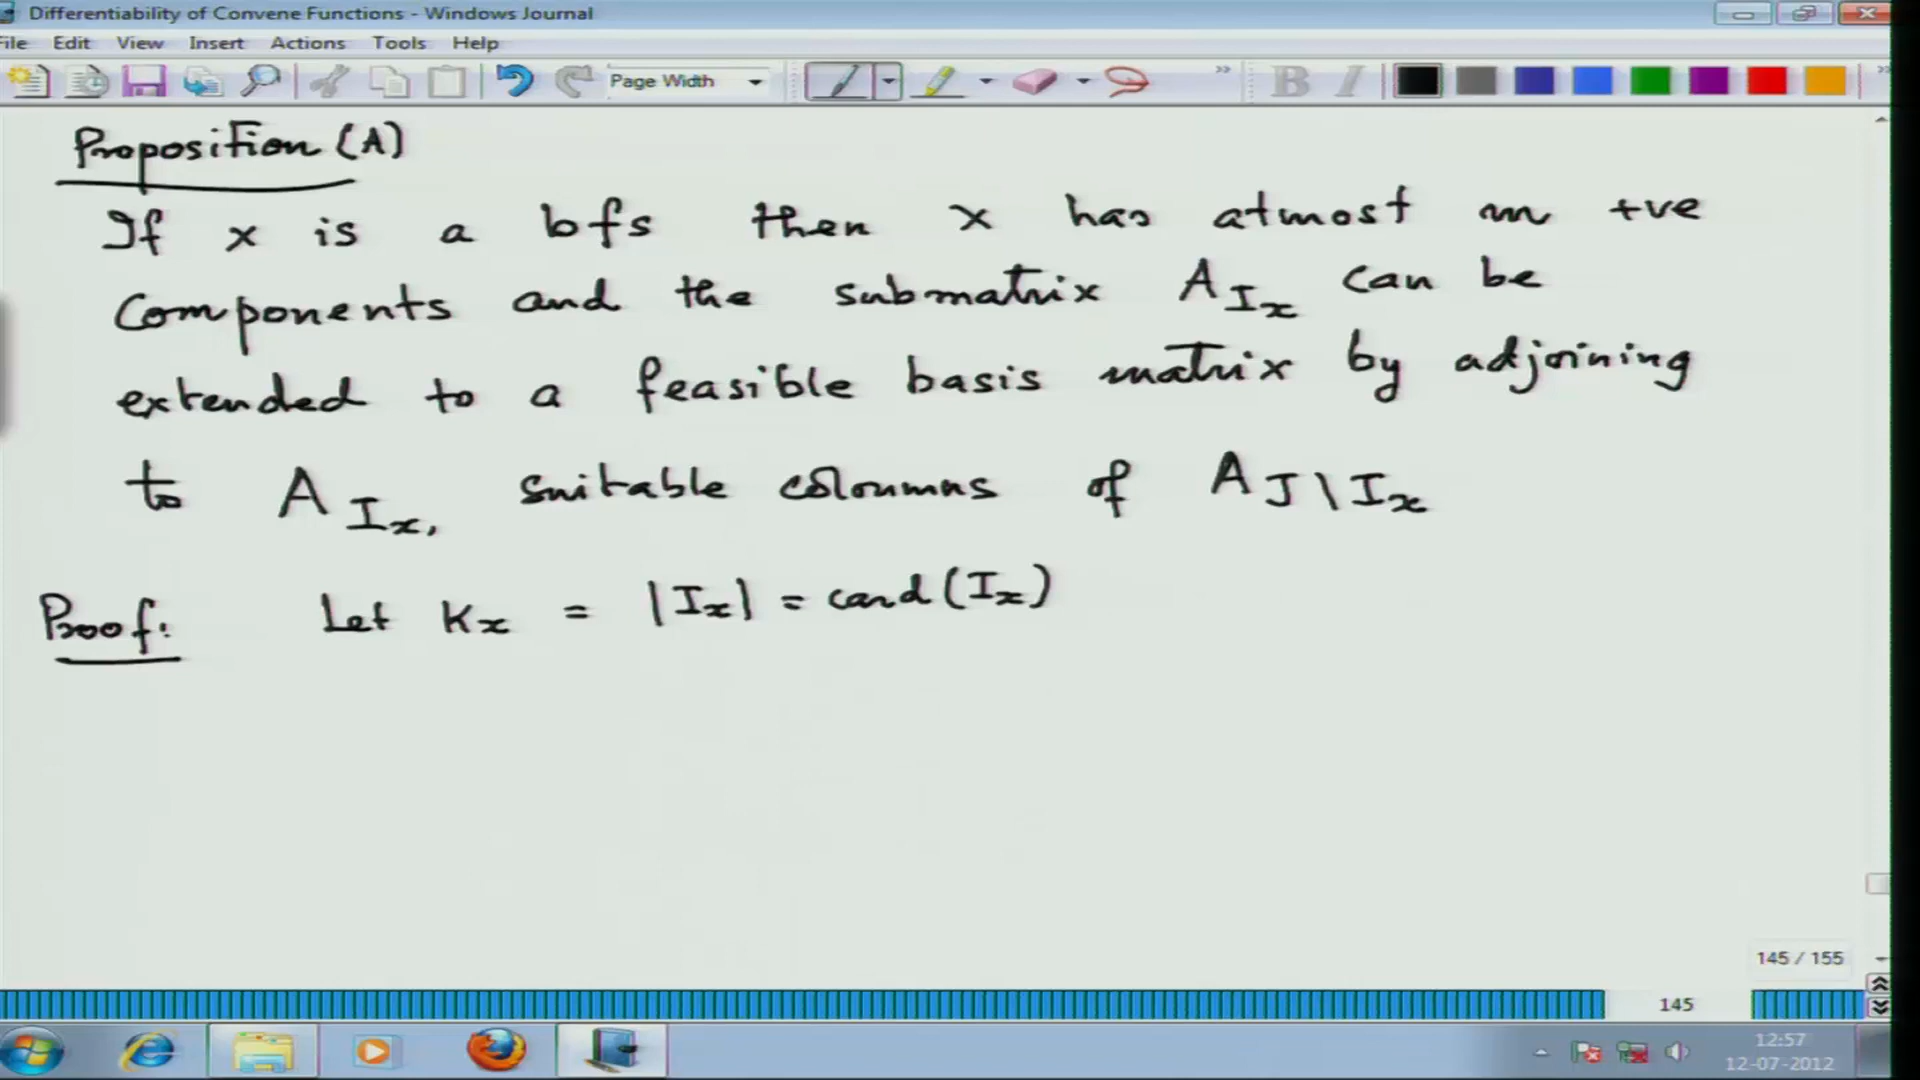 Differentiability of Convene Functions - Windows Journal
File Edit View Insert Actions Tools Help
Page Width
B I
Proposition (A)
If x is a bfs then x has atmost m +ve
components and the submatrix A_{I_x} can be
extended to a feasible basis matrix by adjoining
to A_{I_x}, suitable coloumns of A_{J \ I_x}
Proof: Let K_x = |I_x| = card (I_x)
145 / 155
145
12:57
12-07-2012